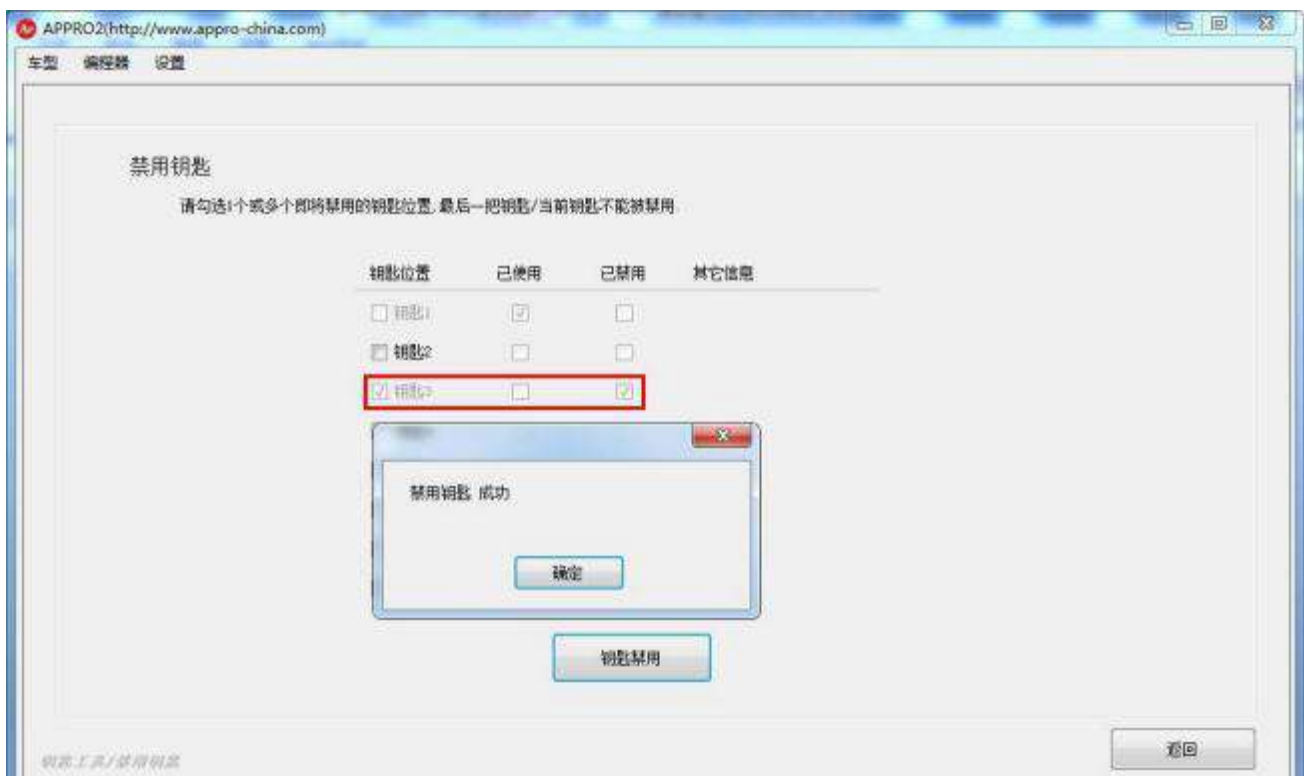 APPRO2(http://www.appro-china.com)
车型 编程器 设置
禁用钥匙
请勾选1个或多个即将禁用的钥匙位置,最后一把钥匙/当前钥匙不能被禁用
钥匙位置 已使用 已禁用 其它信息
钥匙1
钥匙2
钥匙3
禁用钥匙 成功
确定
钥匙禁用
返回
钥匙工具/禁用钥匙